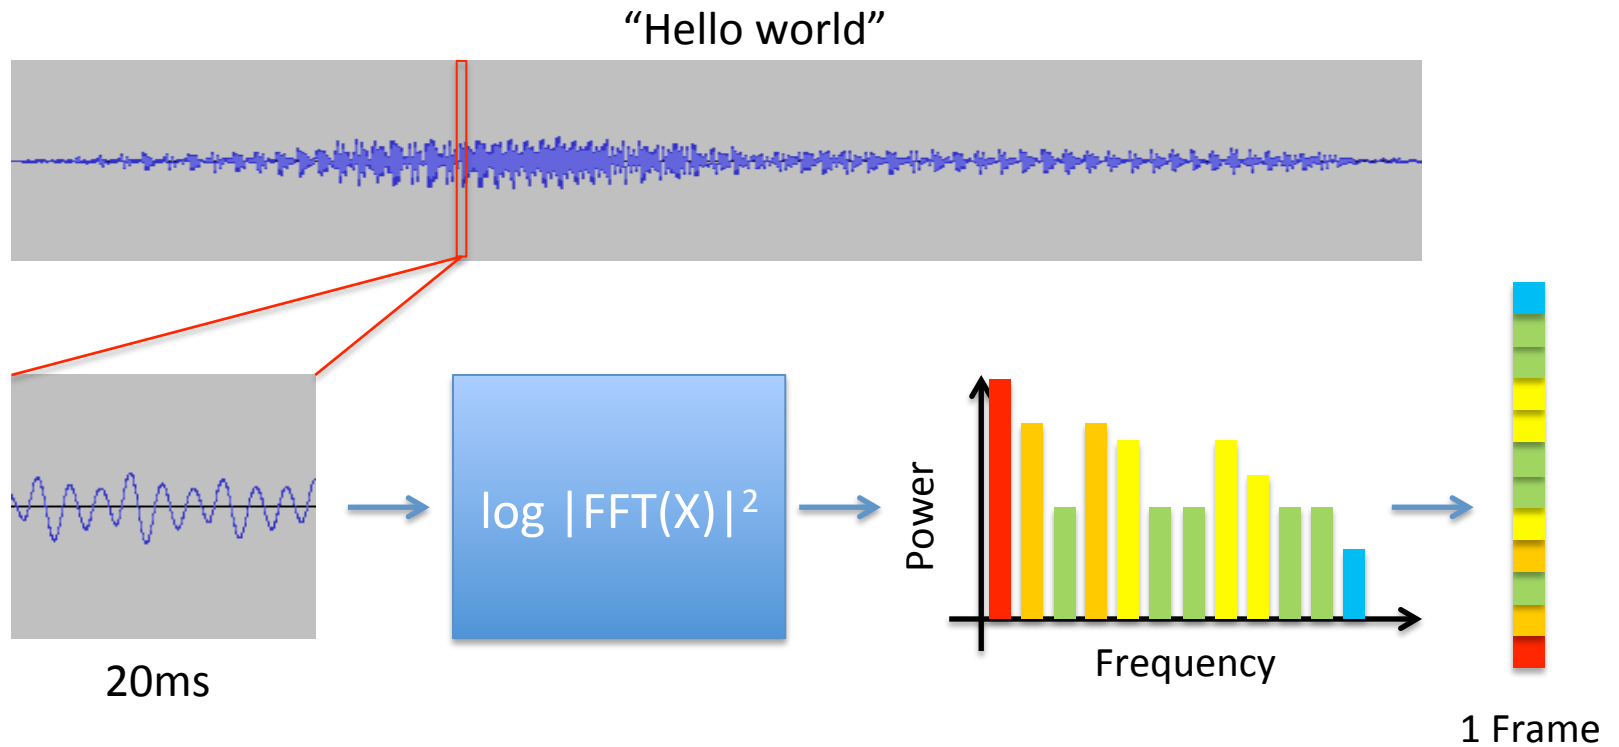 “Hello world”
log |FFT(X)|²
Power
Frequency
20ms
1 Frame